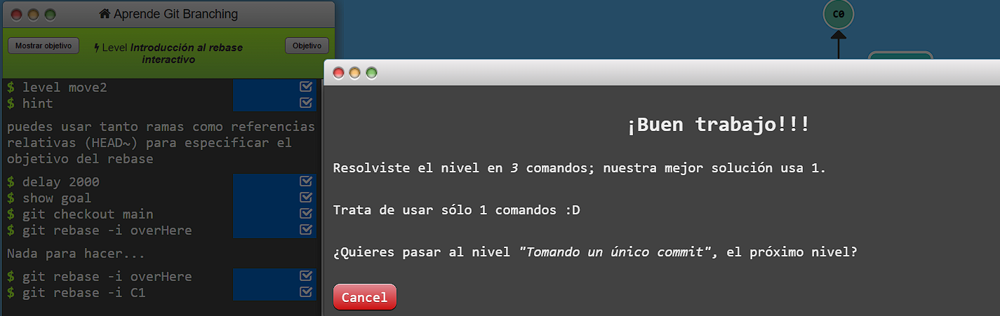 Aprende Git Branching
Mostrar objetivo
Level Introducción al rebase
interactivo
Objetivo
$ level move2
$ hint
puedes usar tanto ramas como referencias
relativas (HEAD~) para especificar el
objetivo del rebase
$ delay 2000
$ show goal
$ git checkout main
$ git rebase -i overHere
Nada para hacer...
$ git rebase -i overHere
$ git rebase -i C1
C0
¡Buen trabajo!!!
Resolviste el nivel en 3 comandos; nuestra mejor solución usa 1.
Trata de usar sólo 1 comandos :D
¿Quieres pasar al nivel "Tomando un único commit", el próximo nivel?
Cancel